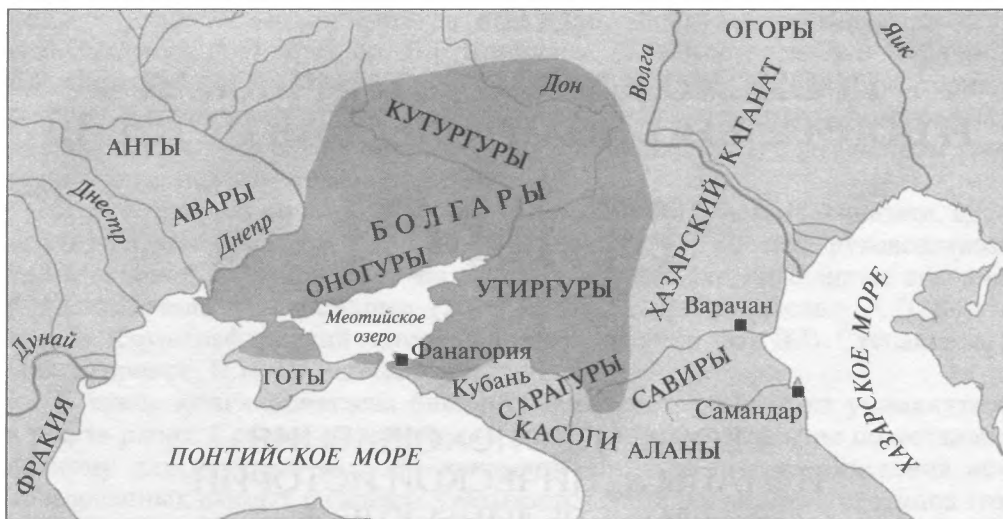 ОГОРЫ
Яик
Волга
Дон
КУТУРГУРЫ
ХАЗАРСКИЙ КАГАНАТ
АНТЫ
АВАРЫ
Днестр
Днепр
БОЛГАРЫ
ОНОГУРЫ
УТИРГУРЫ
Меотийское
озеро
Варачан
Дунай
Фанагория
ГОТЫ
Кубань
САРАГУРЫ
САВИРЫ
Самандар
ХАЗАРСКОЕ МОРЕ
ФРАКИЯ
КАСОГИ
АЛАНЫ
ПОНТИЙСКОЕ МОРЕ